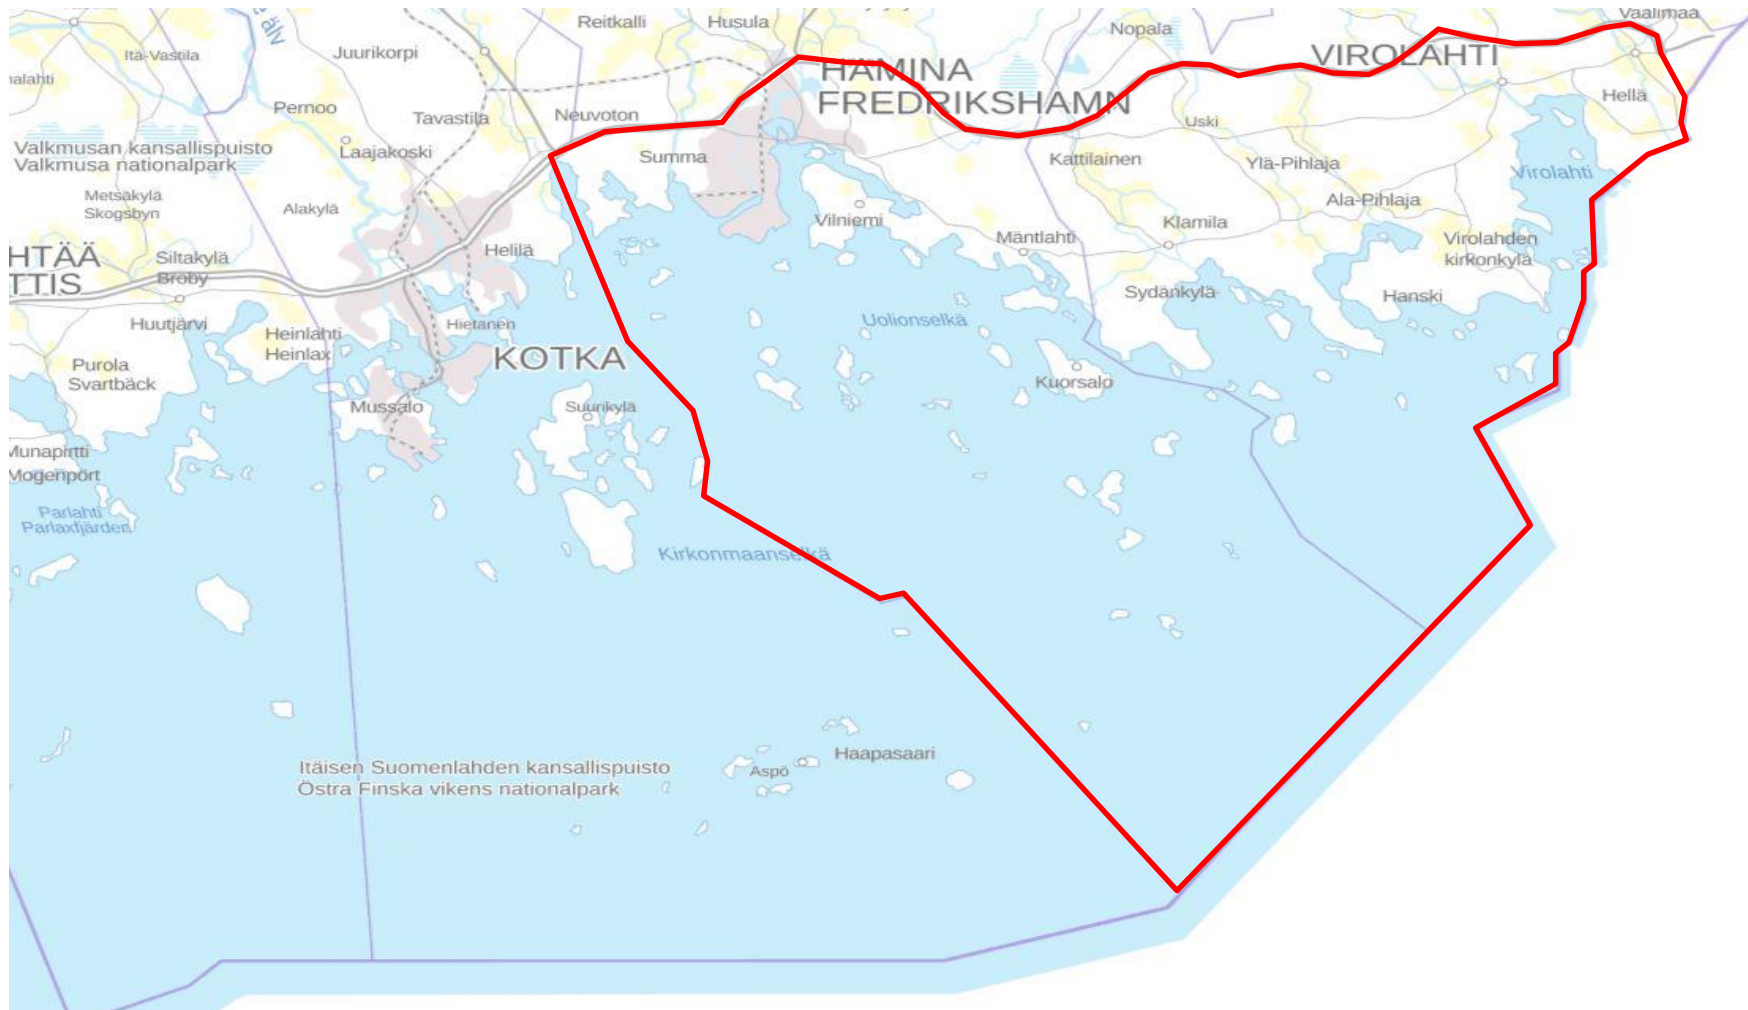 Reitkalli
Husula
Nopala
Vaalimaa
älv
Itä-Vastila
Juurikorpi
VIROLAHTI
HAMINA
FREDRIKSHAMN
Hellä
Pernoo
Tavastila
Neuvoton
Uski
Valkmusan kansallispuisto
Valkmusa nationalpark
Laajakoski
Summa
Kattilainen
Ylä-Pihlaja
Virolahti
Metsäkylä
Skogsbyn
Alakylä
Vilniemi
Ala-Pihlaja
Klamila
Mäntlahti
Virolahden
kirkonkylä
HTÄÄ
TTIS
Siltakylä
Broby
Helilä
Sydänkylä
Hanski
Huutjärvi
Heinlahti
Heinlax
Hietanen
Uolionselkä
KOTKA
Purola
Svartbäck
Kuorsalo
Mussalo
Suurikylä
Munapirtti
Mogenpört
Parlahti
Parlaxfjärden
Kirkonmaanselkä
Haapasaari
Aspö
Itäisen Suomenlahden kansallispuisto
Östra Finska vikens nationalpark